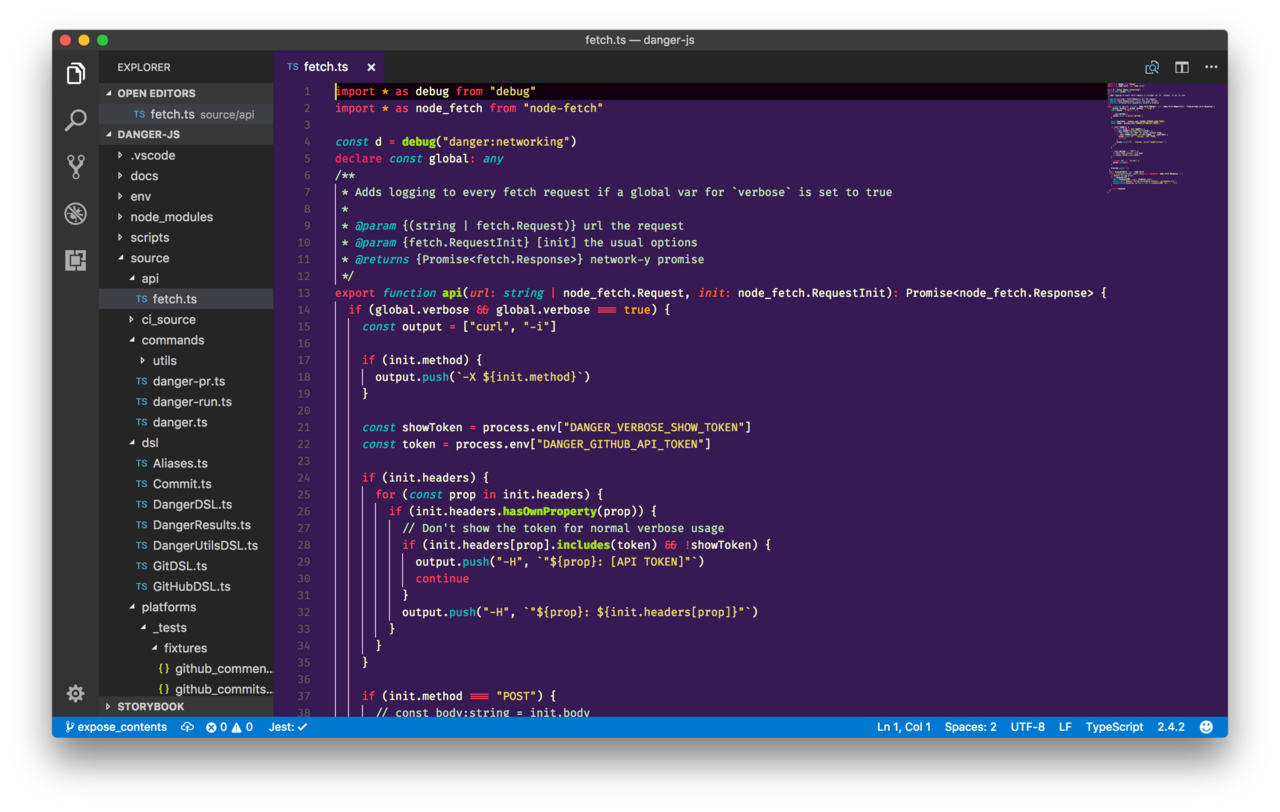 fetch.ts — danger-js
EXPLORER
OPEN EDITORS
TS fetch.ts source/api
DANGER-JS
.vscode
docs
env
node_modules
scripts
source
api
TS fetch.ts
ci_source
commands
utils
TS danger-pr.ts
TS danger-run.ts
TS danger.ts
dsl
TS Aliases.ts
TS Commit.ts
TS DangerDSL.ts
TS DangerResults.ts
TS DangerUtilsDSL.ts
TS GitDSL.ts
TS GitHubDSL.ts
platforms
_tests
fixtures
{} github_commen...
{} github_commits...
STORYBOOK
TS fetch.ts ×
1 import * as debug from "debug"
2 import * as node_fetch from "node-fetch"
3
4 const d = debug("danger:networking")
5 declare const global: any
6 /**
7 * Adds logging to every fetch request if a global var for `verbose` is set to true
8 *
9 * @param {(string | fetch.Request)} url the request
10 * @param {fetch.RequestInit} [init] the usual options
11 * @returns {Promise<fetch.Response>} network-y promise
12 */
13 export function api(url: string | node_fetch.Request, init: node_fetch.RequestInit): Promise<node_fetch.Response> {
14 if (global.verbose && global.verbose === true) {
15 const output = ["curl", "-i"]
16
17 if (init.method) {
18 output.push(`-X ${init.method}`)
19 }
20
21 const showToken = process.env["DANGER_VERBOSE_SHOW_TOKEN"]
22 const token = process.env["DANGER_GITHUB_API_TOKEN"]
23
24 if (init.headers) {
25 for (const prop in init.headers) {
26 if (init.headers.hasOwnProperty(prop)) {
27 // Don't show the token for normal verbose usage
28 if (init.headers[prop].includes(token) && !showToken) {
29 output.push("-H", `"${prop}: [API TOKEN]"`)
30 continue
31 }
32 output.push("-H", `"${prop}: ${init.headers[prop]}"`)
33 }
34 }
35 }
36
37 if (init.method === "POST") {
38 // const body:string = init.body
expose_contents 0 0 Jest: ✓ Ln 1, Col 1 Spaces: 2 UTF-8 LF TypeScript 2.4.2